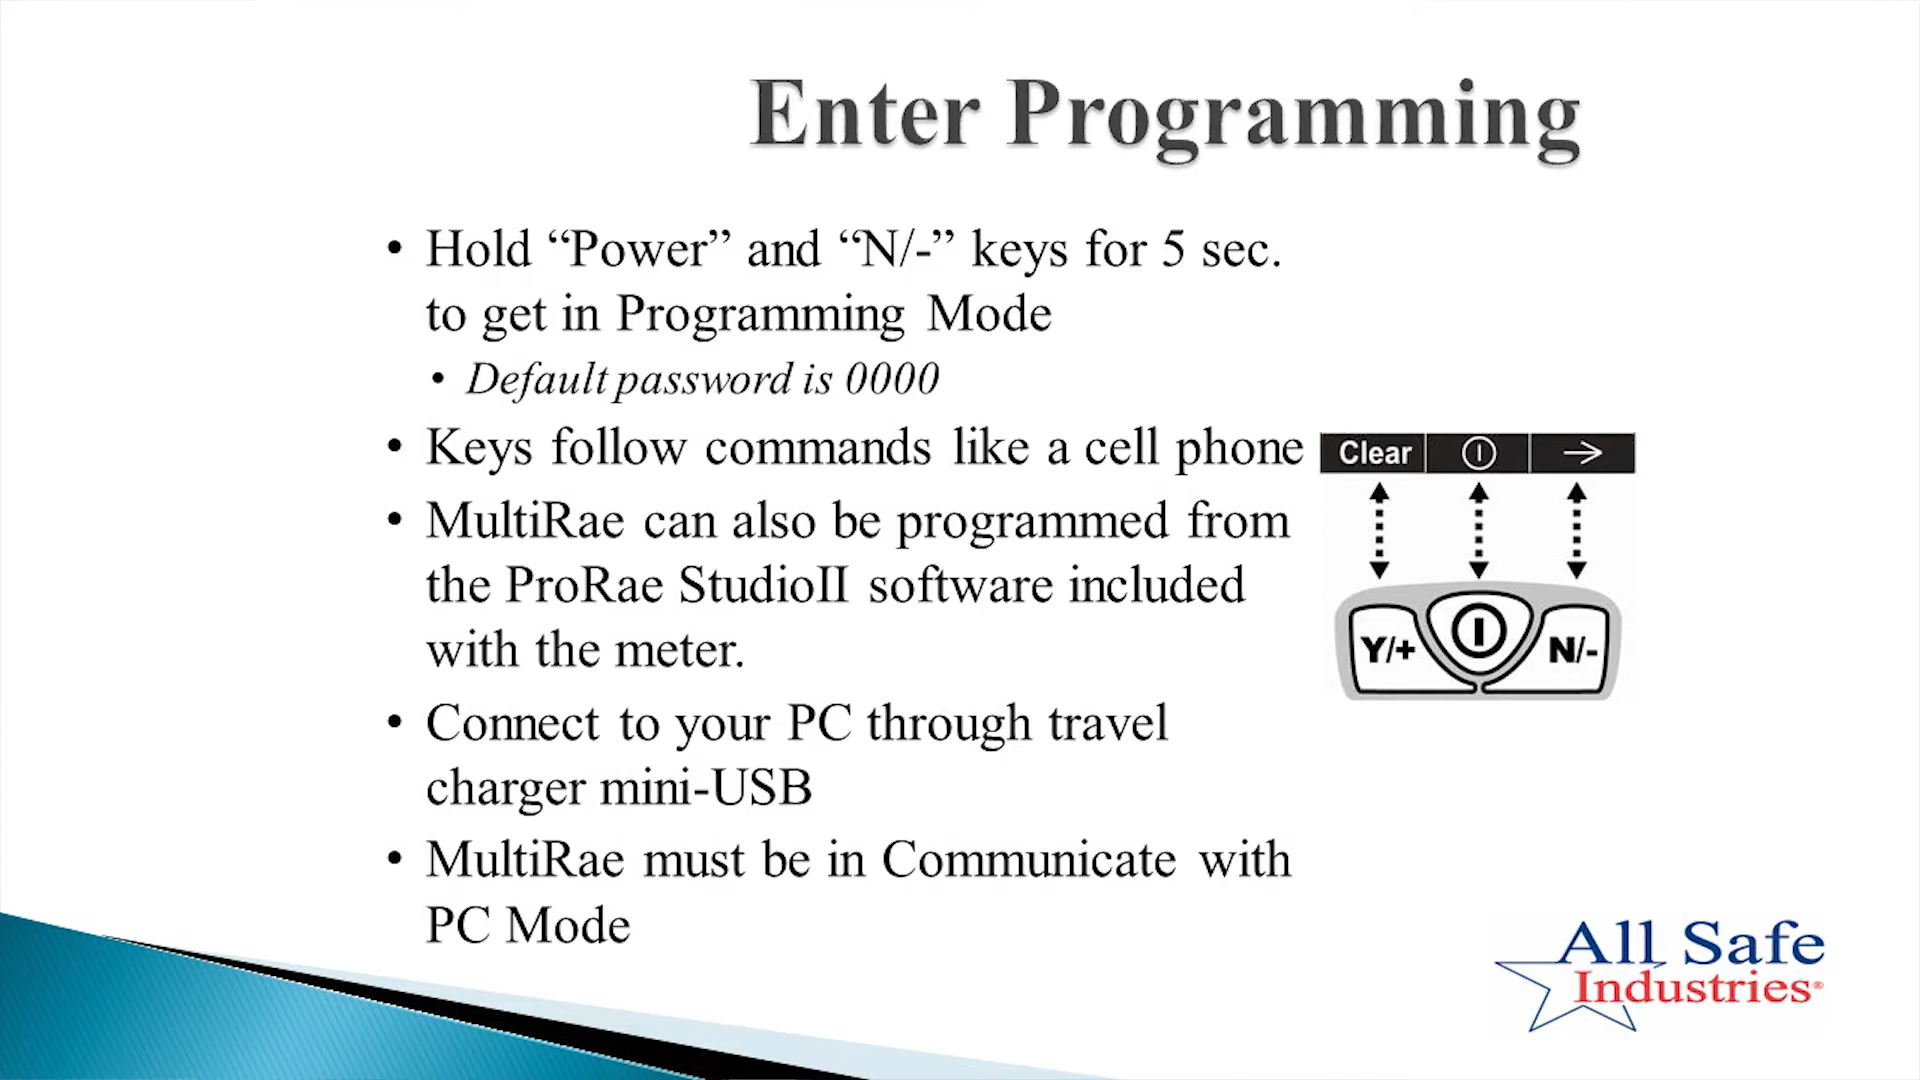 Enter Programming
• Hold “Power” and “N/-” keys for 5 sec.
to get in Programming Mode
• Default password is 0000
• Keys follow commands like a cell phone
Clear
• MultiRae can also be programmed from
the ProRae StudioII software included
with the meter.
Y/+ N/-
• Connect to your PC through travel
charger mini-USB
• MultiRae must be in Communicate with
PC Mode
All Safe
Industries®